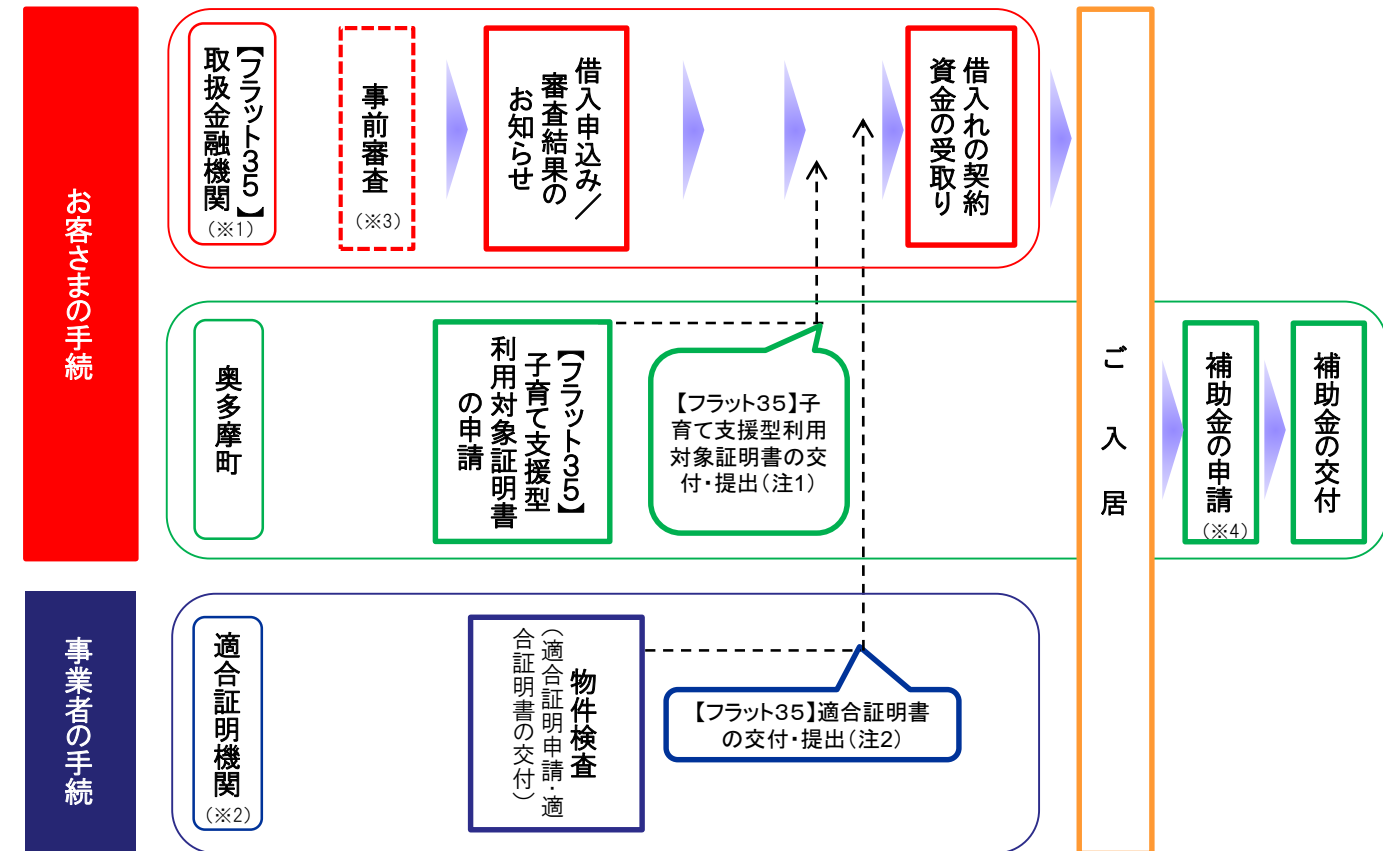 お客さまの手続
【フラット35】
取扱金融機関
(※1)
事前審査
(※3)
借入申込み／
審査結果の
お知らせ
借入れの契約
資金の受取り
奥多摩町
【フラット35】
子育て支援型
利用対象証明書
の申請
【フラット35】子
育て支援型利用
対象証明書の交
付・提出(注1)
ご入居
補助金の申請
(※4)
補助金の交付
事業者の手続
適合証明機関
(※2)
物件検査
(適合証明申請・適
合証明書の交付)
【フラット35】適合証明書
の交付・提出(注2)